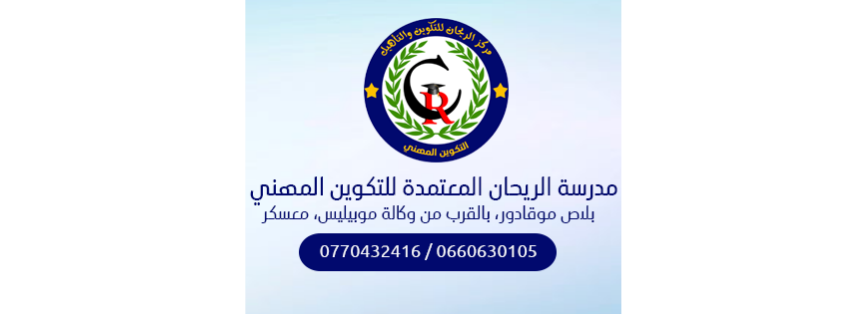 مركز الريحان للتكوين والتأهيل
CR
التكوين المهني
مدرسة الريحان المعتمدة للتكوين المهني
بلاص موقادور، بالقرب من وكالة موبيليس، معسكر
0770432416 / 0660630105